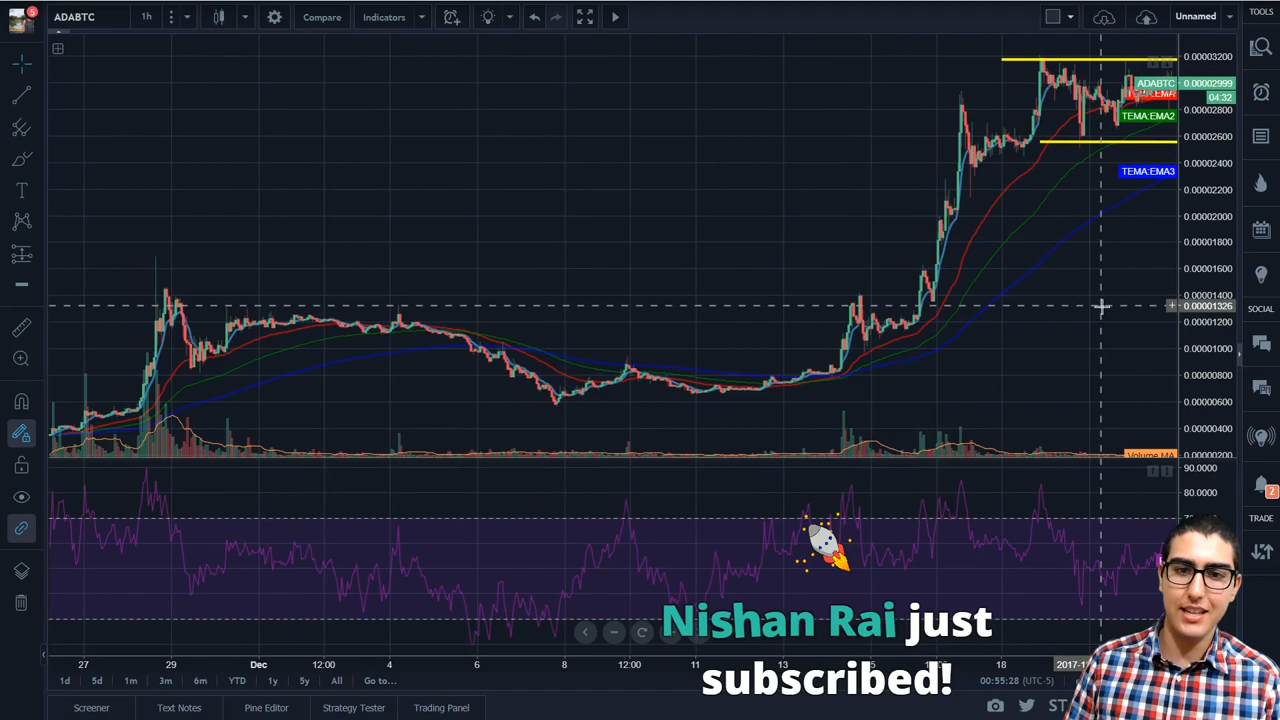 5
ADABTC
1h
Compare
Indicators
Unnamed
TOOLS
0.00003200
ADABTC
0.00002999
04:32
0.00002800
TEMA:EMA2
0.00002600
0.00002400
TEMA:EMA3
0.00002200
0.00002000
0.00001800
0.00001600
0.00001400
0.00001326
0.00001200
0.00001000
0.00000800
0.00000600
0.00000400
Volume MA
0.00000200
90.0000
80.0000
SOCIAL
2
TRADE
Nishan Rai just
subscribed!
27
29
Dec
12:00
4
6
8
12:00
11
13
18
1d
5d
1m
3m
6m
YTD
1y
5y
All
Go to...
00:55:28 (UTC-5)
Screener
Text Notes
Pine Editor
Strategy Tester
Trading Panel
ST